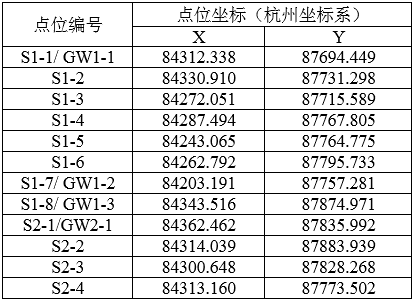 点位编号 点位坐标（杭州坐标系）
X Y
S1-1/ GW1-1 84312.338 87694.449
S1-2 84330.910 87731.298
S1-3 84272.051 87715.589
S1-4 84287.494 87767.805
S1-5 84243.065 87764.775
S1-6 84262.792 87795.733
S1-7/ GW1-2 84203.191 87757.281
S1-8/ GW1-3 84343.516 87874.971
S2-1/GW2-1 84362.462 87835.992
S2-2 84314.039 87883.939
S2-3 84300.648 87828.268
S2-4 84313.160 87773.502